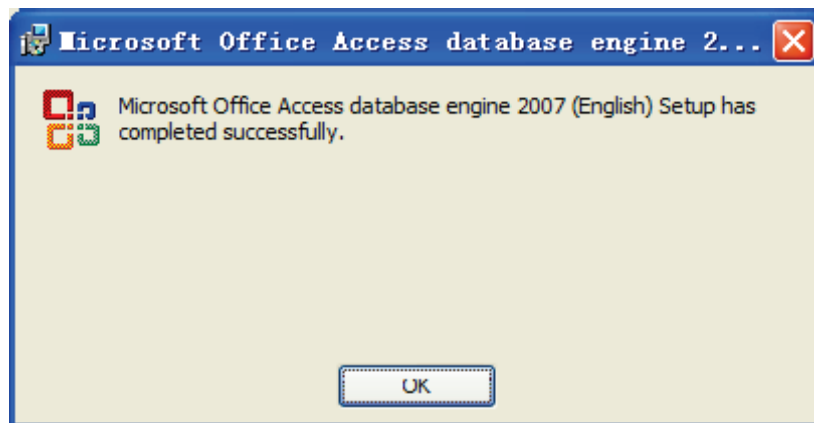 Microsoft Office Access database engine 2...
Microsoft Office Access database engine 2007 (English) Setup has
completed successfully.
OK